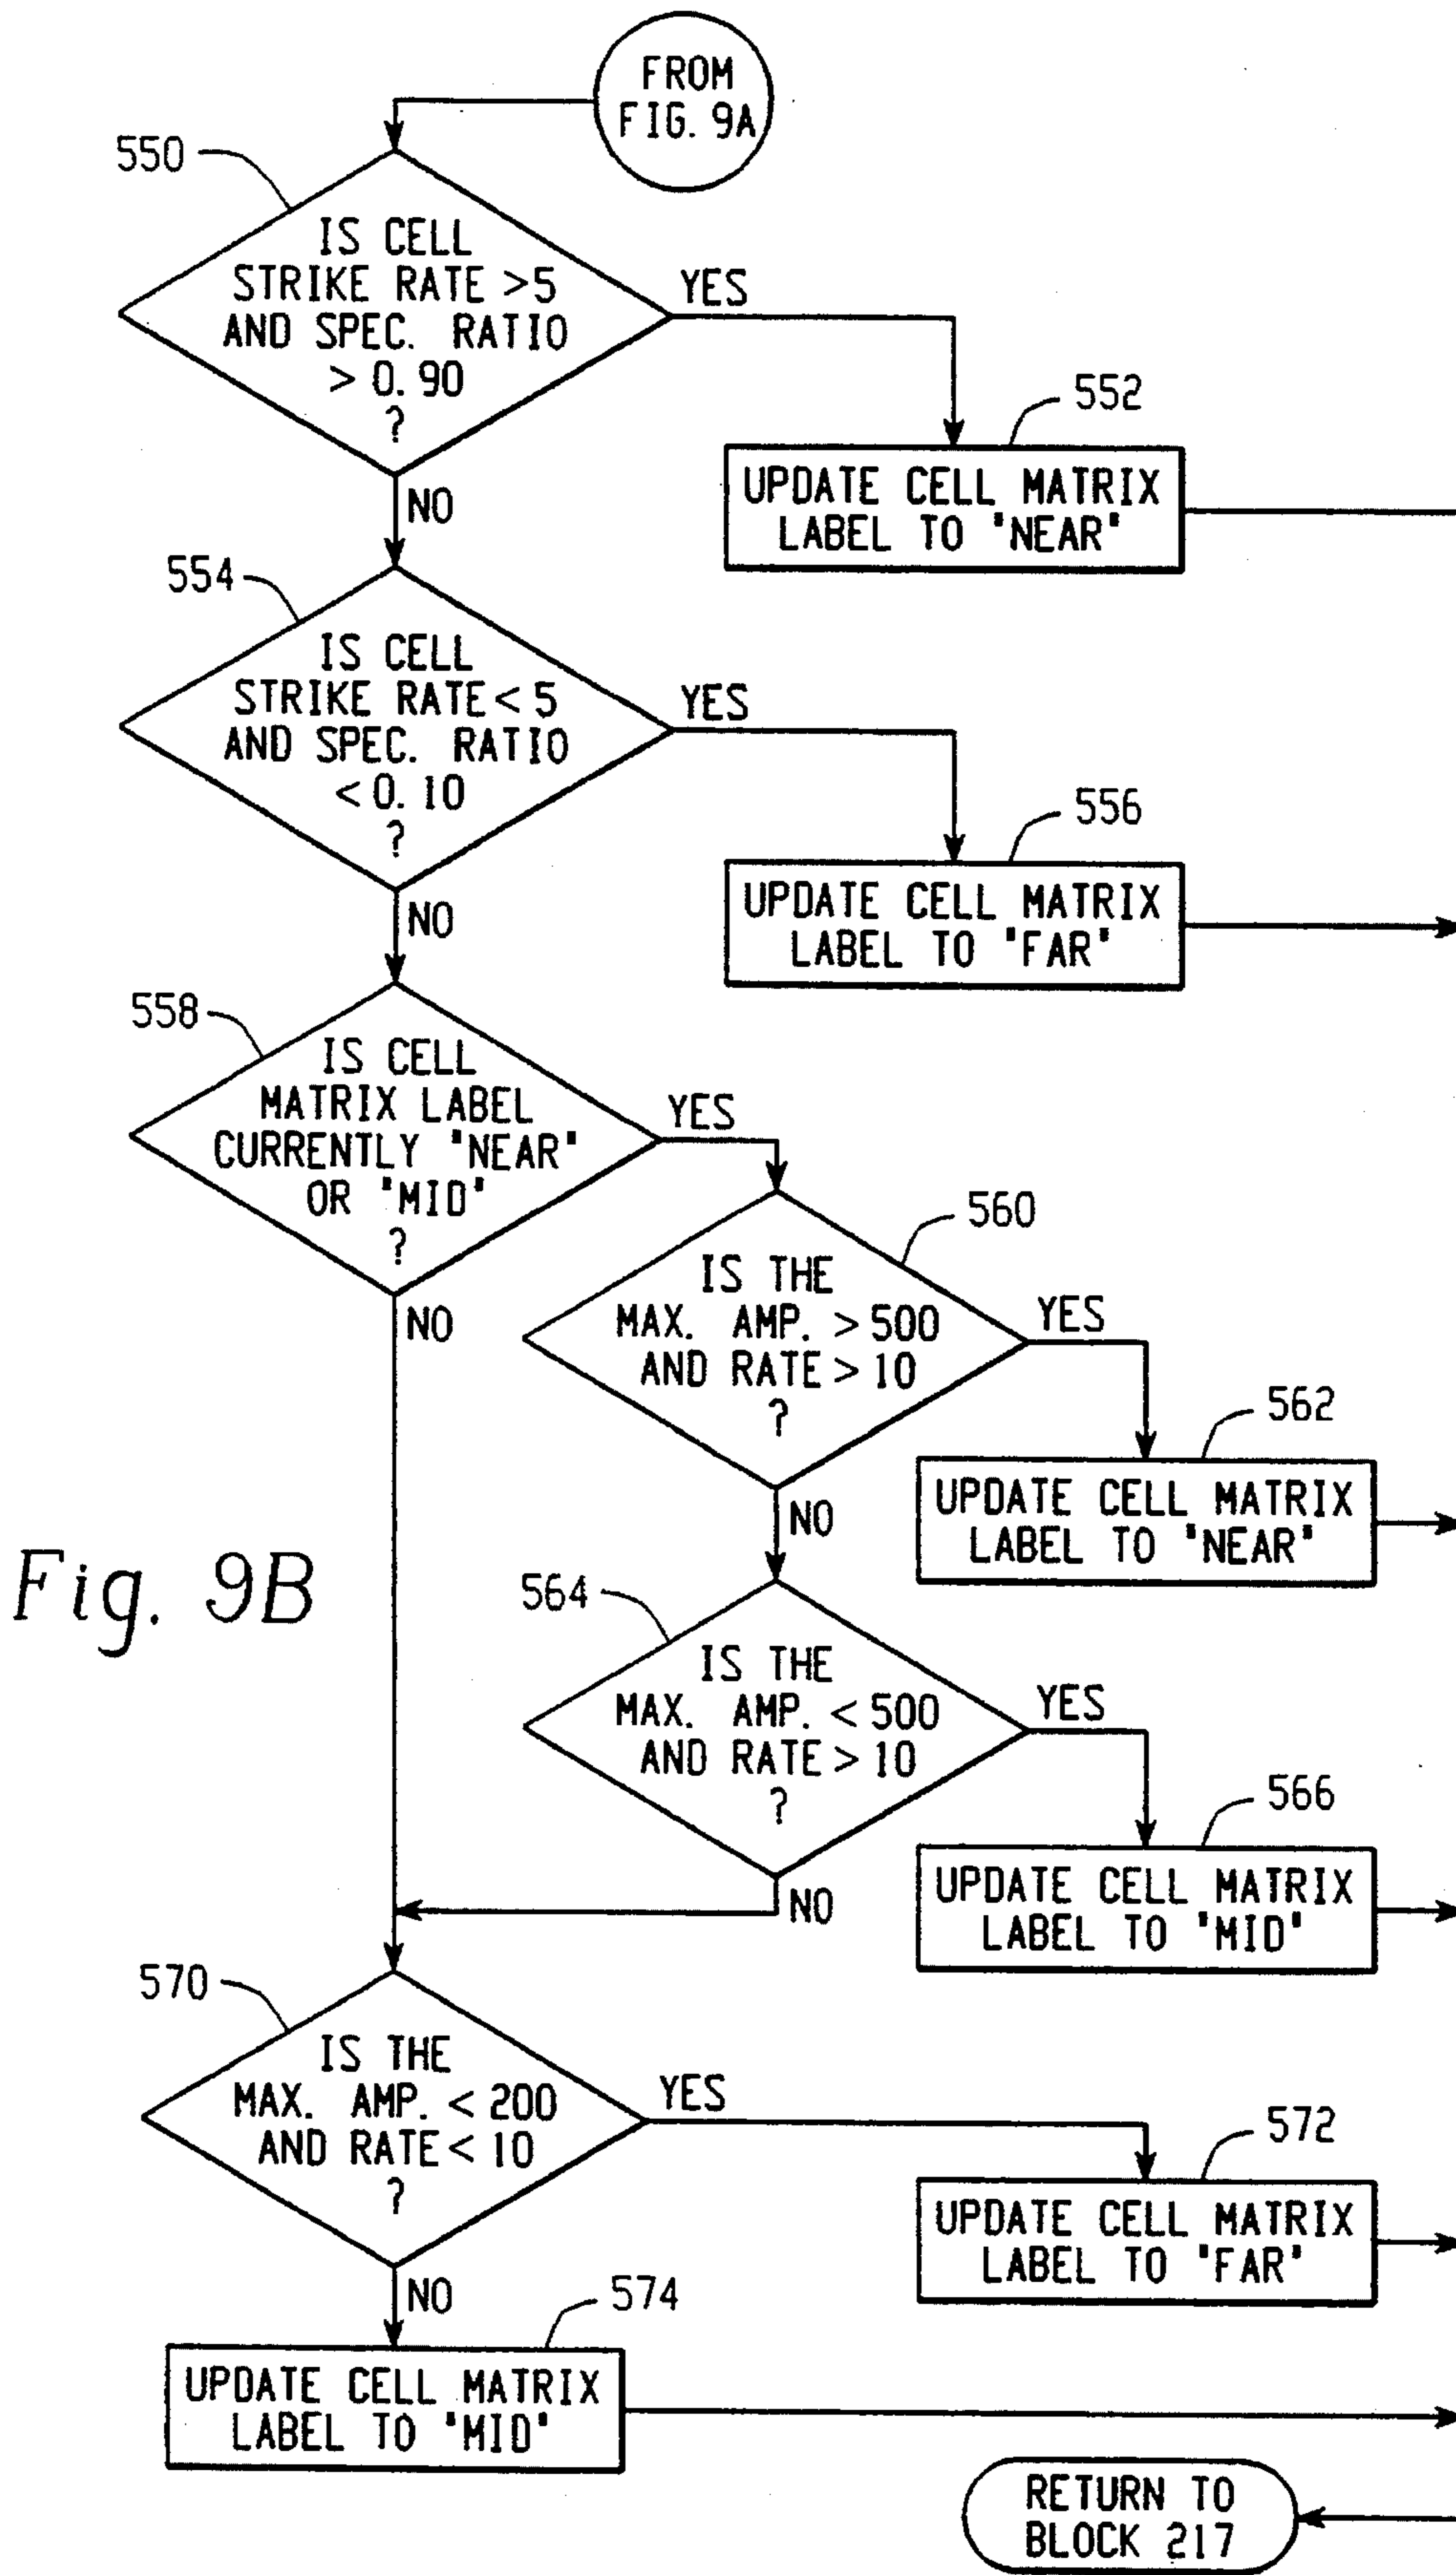 FROM
FIG. 9A
550
IS CELL
STRIKE RATE >5
AND SPEC. RATIO
> 0.90
?
YES
NO
552
UPDATE CELL MATRIX
LABEL TO "NEAR"
554
IS CELL
STRIKE RATE < 5
AND SPEC. RATIO
< 0.10
?
YES
NO
556
UPDATE CELL MATRIX
LABEL TO "FAR"
558
IS CELL
MATRIX LABEL
CURRENTLY "NEAR"
OR "MID"
?
YES
NO
560
IS THE
MAX. AMP. > 500
AND RATE > 10
?
YES
NO
562
UPDATE CELL MATRIX
LABEL TO "NEAR"
Fig. 9B
564
IS THE
MAX. AMP. < 500
AND RATE > 10
?
YES
NO
566
UPDATE CELL MATRIX
LABEL TO "MID"
570
IS THE
MAX. AMP. < 200
AND RATE < 10
?
YES
NO
572
UPDATE CELL MATRIX
LABEL TO "FAR"
574
UPDATE CELL MATRIX
LABEL TO "MID"
RETURN TO
BLOCK 217